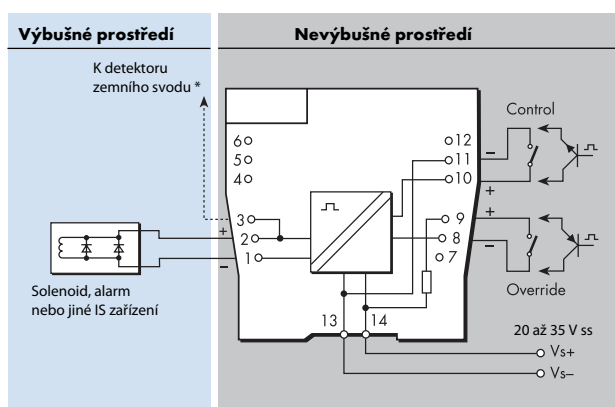 Výbušné prostředí
Nevýbušné prostředí
K detektoru
zemního svodu *
Control
6
5
4
3
2
1
+
–
12
11
10
9
8
7
–
+
+
–
Override
Solenoid, alarm
nebo jiné IS zařízení
13
14
20 až 35 V ss
Vs+
Vs–